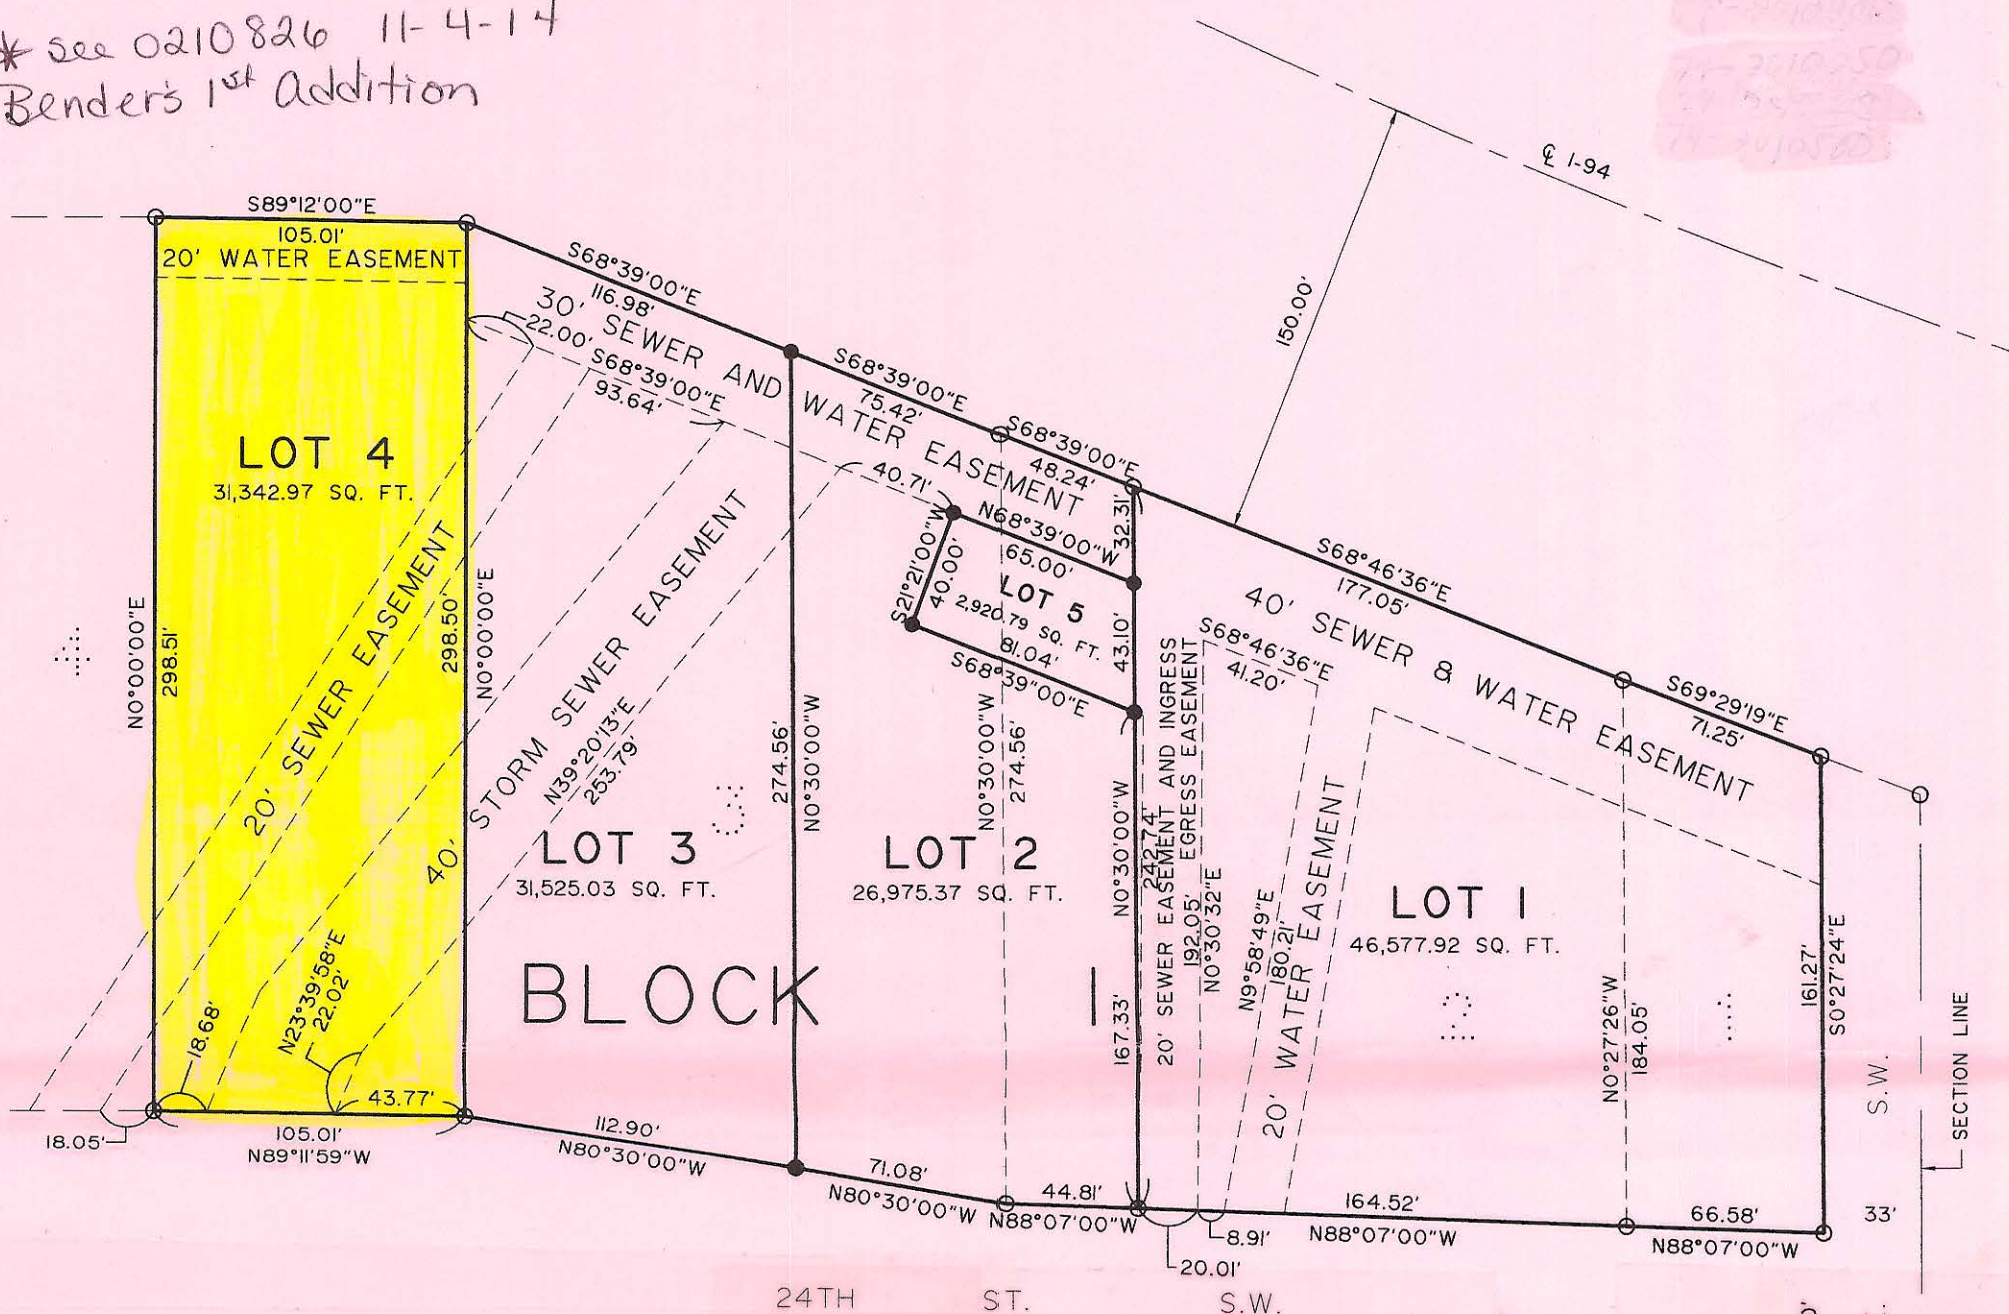 * see 0210826 11-4-14
Bender's 1st Addition
℄ I-94
150.00'
S89°12'00"E
105.01'
20' WATER EASEMENT
S68°39'00"E
116.98'
30' SEWER AND WATER EASEMENT
22.00'
S68°39'00"E
93.64'
S68°39'00"E
75.42'
S68°39'00"E
48.24'
40.71'
N68°39'00"W
65.00'
32.31'
S21°21'00"W
40.00'
LOT 5
2,920.79 SQ. FT.
81.04'
S68°39"00"E
43.10'
LOT 4
31,342.97 SQ. FT.
N0°00'00"E
298.51'
298.50'
N0°00'00"E
20' SEWER EASEMENT
40' STORM SEWER EASEMENT
N39°20'13"E
253.79'
S68°46'36"E
177.05'
40' SEWER & WATER EASEMENT
S68°46'36"E
41.20'
S69°29'19"E
71.25'
274.56'
N0°30'00"W
N0°30'00"W
274.56'
N0°30'00"W
242.74'
20' SEWER EASEMENT AND INGRESS
EGRESS EASEMENT
192.05'
N0°30'32"E
N9°58'49"E
180.21'
20' WATER EASEMENT
LOT 3
31,525.03 SQ. FT.
3
LOT 2
26,975.37 SQ. FT.
LOT 1
46,577.92 SQ. FT.
4
2
1
BLOCK 1
167.33'
N0°27'26"W
184.05'
161.27'
S0°27'24"E
S.W.
SECTION LINE
18.68'
N23°39'58"E
22.02'
43.77'
18.05'
105.01'
N89°11'59"W
112.90'
N80°30'00"W
71.08'
N80°30'00"W
44.81'
N88°07'00"W
8.91'
20.01'
164.52'
N88°07'00"W
66.58'
N88°07'00"W
33'
24TH ST. S.W.